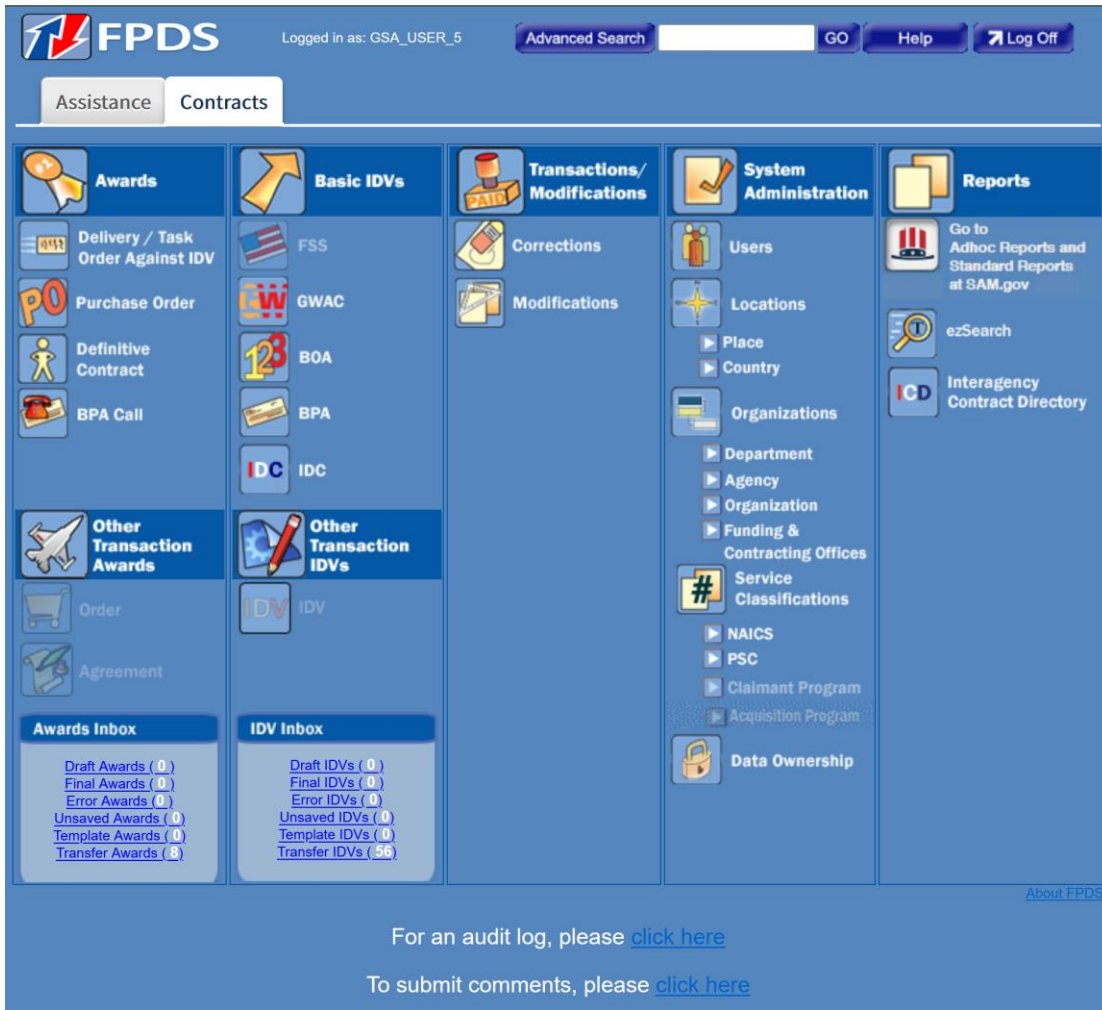 FPDS
Logged in as: GSA_USER_5
Advanced Search
GO
Help
Log Off
Assistance
Contracts
Awards
Delivery / Task
Order Against IDV
PO
Purchase Order
Definitive
Contract
BPA Call
Other
Transaction
Awards
Order
Agreement
Awards Inbox
Draft Awards ( 0 )
Final Awards ( 0 )
Error Awards ( 0 )
Unsaved Awards ( 0 )
Template Awards ( 0 )
Transfer Awards ( 8 )
Basic IDVs
FSS
GW
GWAC
123
BOA
BPA
IDC
IDC
Other
Transaction
IDVs
IDV
IDV
IDV Inbox
Draft IDVs ( 0 )
Final IDVs ( 0 )
Error IDVs ( 0 )
Unsaved IDVs ( 0 )
Template IDVs ( 0 )
Transfer IDVs ( 56 )
PAID
Transactions/
Modifications
Corrections
Modifications
System
Administration
Users
Locations
Place
Country
Organizations
Department
Agency
Organization
Funding &
Contracting Offices
#
Service
Classifications
NAICS
PSC
Claimant Program
Acquisition Program
Data Ownership
Reports
Go to
Adhoc Reports and
Standard Reports
at SAM.gov
T
ezSearch
ICD
Interagency
Contract Directory
About FPDS
For an audit log, please click here
To submit comments, please click here